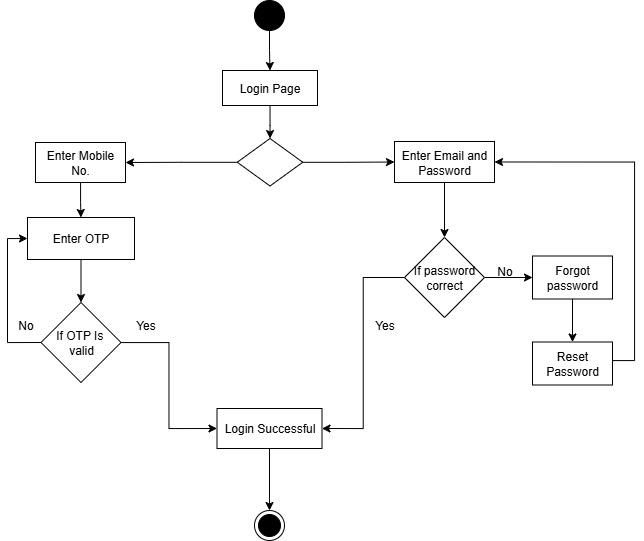 Login Page
Enter Mobile
No.
Enter Email and
Password
Enter OTP
If password
correct
No
Forgot
password
No
If OTP Is
valid
Yes
Yes
Reset
Password
Login Successful